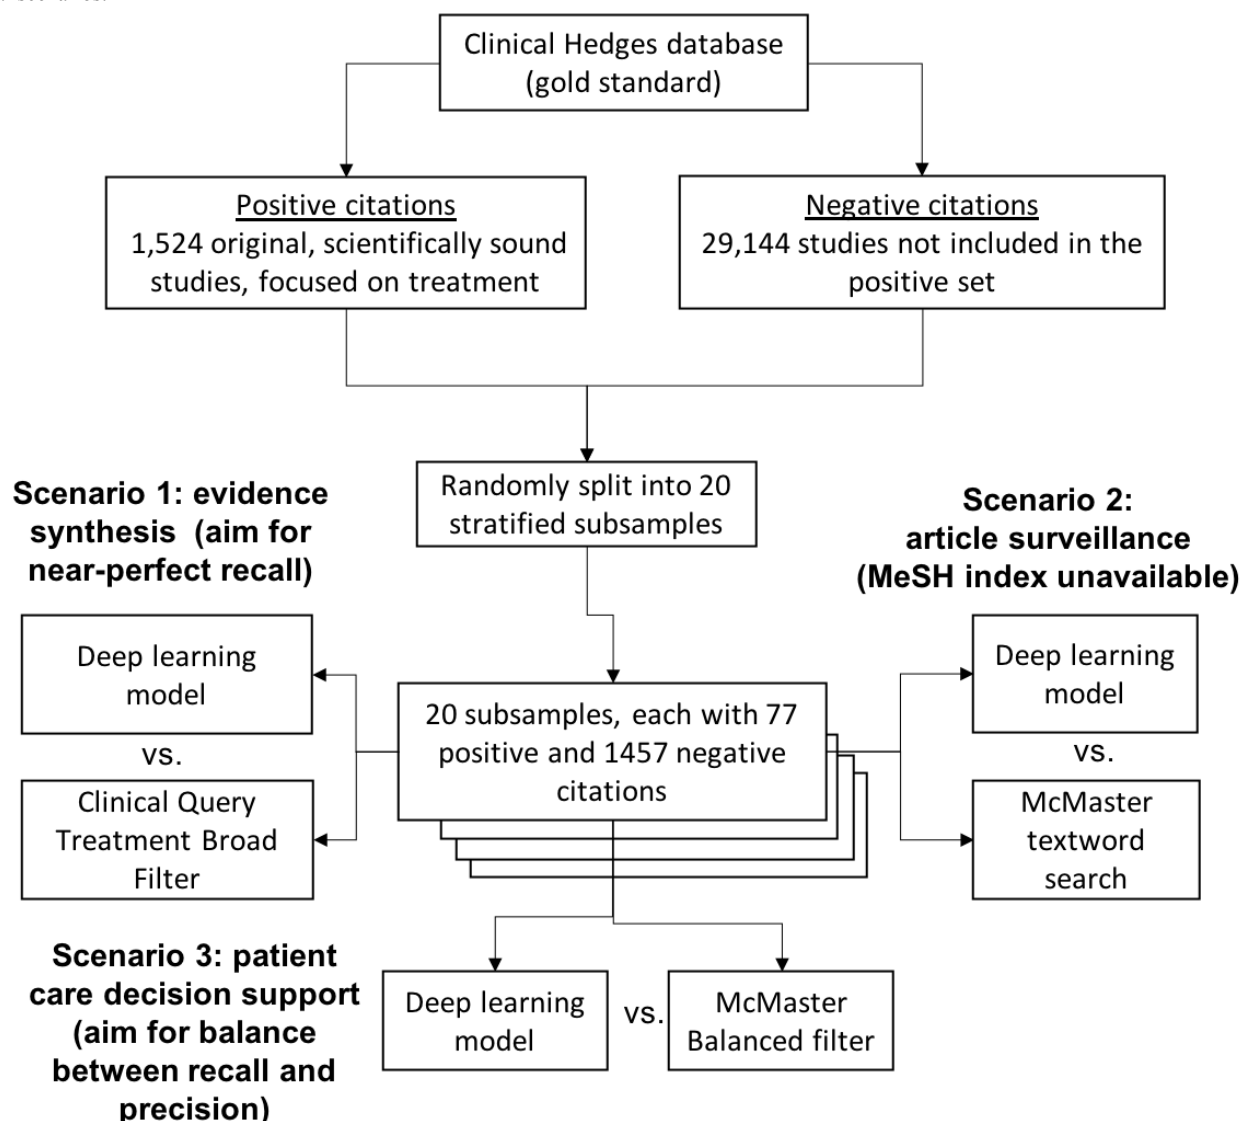 Clinical Hedges database
(gold standard)
Positive citations
1,524 original, scientifically sound
studies, focused on treatment
Negative citations
29,144 studies not included in the
positive set
Randomly split into 20
stratified subsamples
Scenario 1: evidence
synthesis (aim for
near-perfect recall)
Scenario 2:
article surveillance
(MeSH index unavailable)
Deep learning
model
vs.
Clinical Query
Treatment Broad
Filter
20 subsamples, each with 77
positive and 1457 negative
citations
Deep learning
model
vs.
McMaster
textword
search
Scenario 3: patient
care decision support
(aim for balance
between recall and
precision)
Deep learning
model
vs.
McMaster
Balanced filter